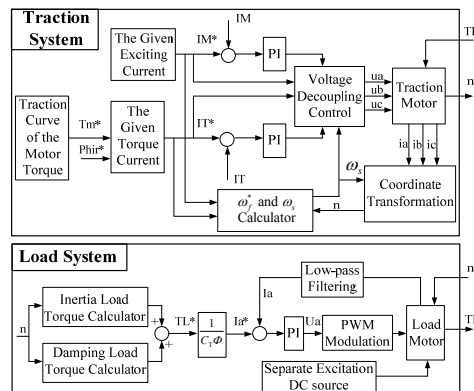 Traction
System
IM
The Given
Exciting
Current
IM*
PI
Voltage
Decoupling
Control
ua
ub
uc
Traction
Motor
n
Traction
Curve
of the
Motor
Torque
Tm*
Phir*
The
Given
Torque
Current
IT*
PI
IT
ia ib ic
ωs
ωf* and ωs
Calculator
n
Coordinate
Transformation
Load System
Low-pass
Filtering
n
Inertia Load
Torque Calculator
n
Damping Load
Torque Calculator
+
+
TL*
1
CTΦ
Ia*
Ia
PI
Ua
PWM
Modulation
Load
Motor
Separate Excitation
DC source